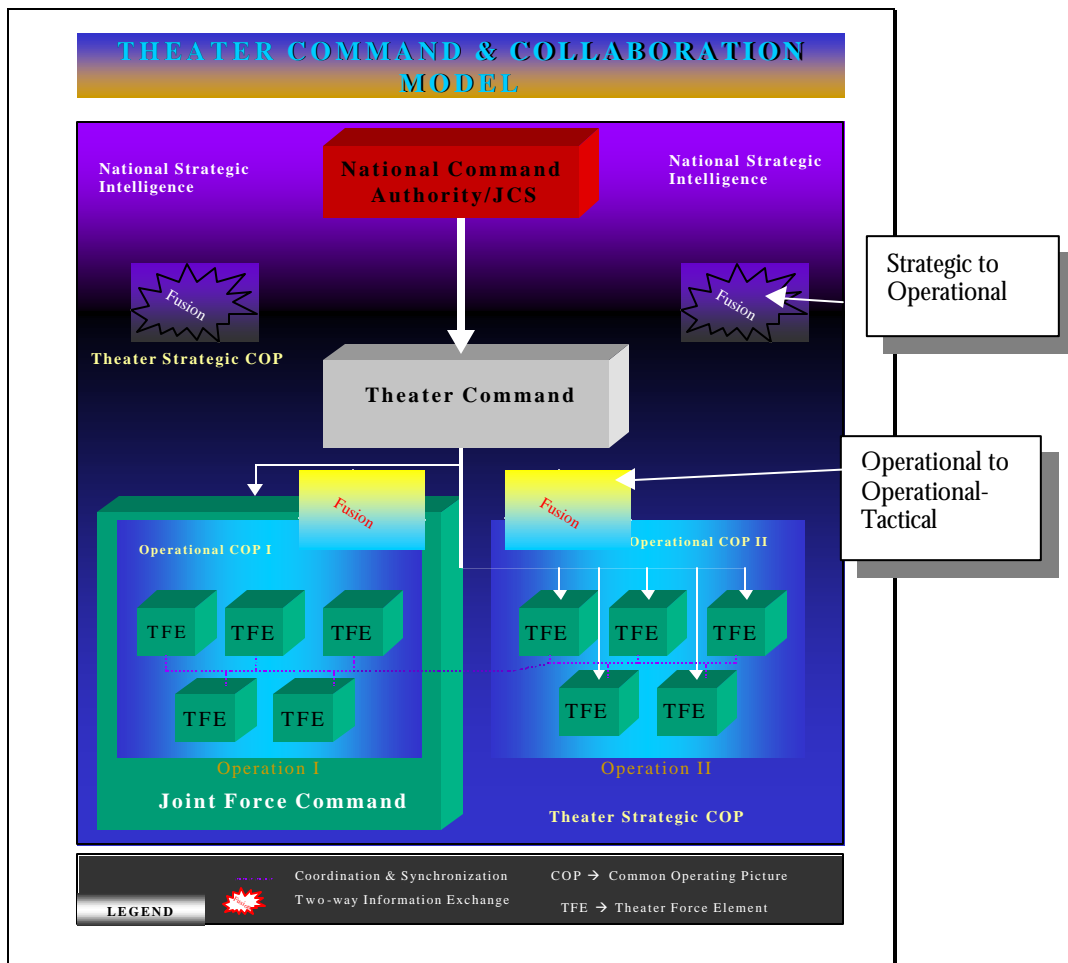 THEATER COMMAND & COLLABORATION
MODEL
National Strategic
Intelligence
National Command
Authority/JCS
National Strategic
Intelligence
Strategic to
Operational
Fusion
Fusion
Theater Strategic COP
Theater Command
Operational to
Operational-
Tactical
Fusion
Fusion
Operational COP I
Operational COP II
TFE
TFE
TFE
TFE
TFE
TFE
TFE
TFE
TFE
TFE
Operation I
Operation II
Joint Force Command
Theater Strategic COP
Coordination & Synchronization
COP → Common Operating Picture
Two-way Information Exchange
TFE → Theater Force Element
LEGEND